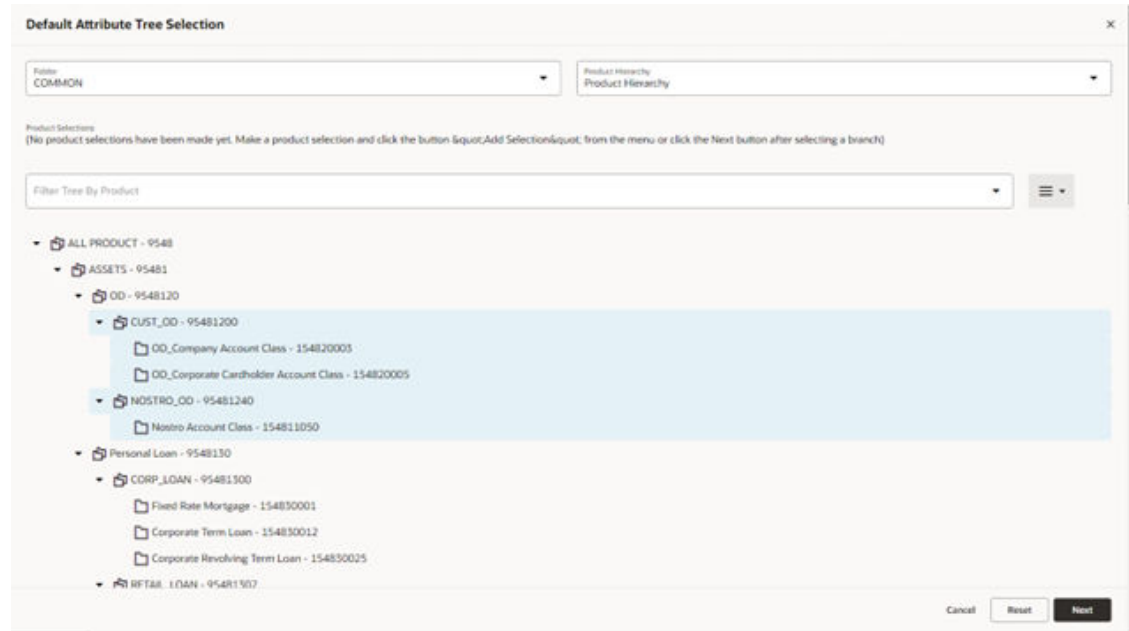 Default Attribute Tree Selection
Folder
COMMON
Product Hierarchy
Product Hierarchy
Product Selections
(No product selections have been made yet. Make a product selection and click the button &quot;Add Selection&quot; from the menu or click the Next button after selecting a branch)
Filter Tree By Product
ALL PRODUCT - 9548
ASSETS - 95481
OD - 9548120
CUST_OD - 95481200
OD_Company Account Class - 154820003
OD_Corporate Cardholder Account Class - 154820005
NOSTRO_OD - 95481240
Nostro Account Class - 154811050
Personal Loan - 9548130
CORP_LOAN - 95481300
Fixed Rate Mortgage - 154830001
Corporate Term Loan - 154830012
Corporate Revolving Term Loan - 154830025
RETAIL_LOAN - 95481302
Cancel
Reset
Next